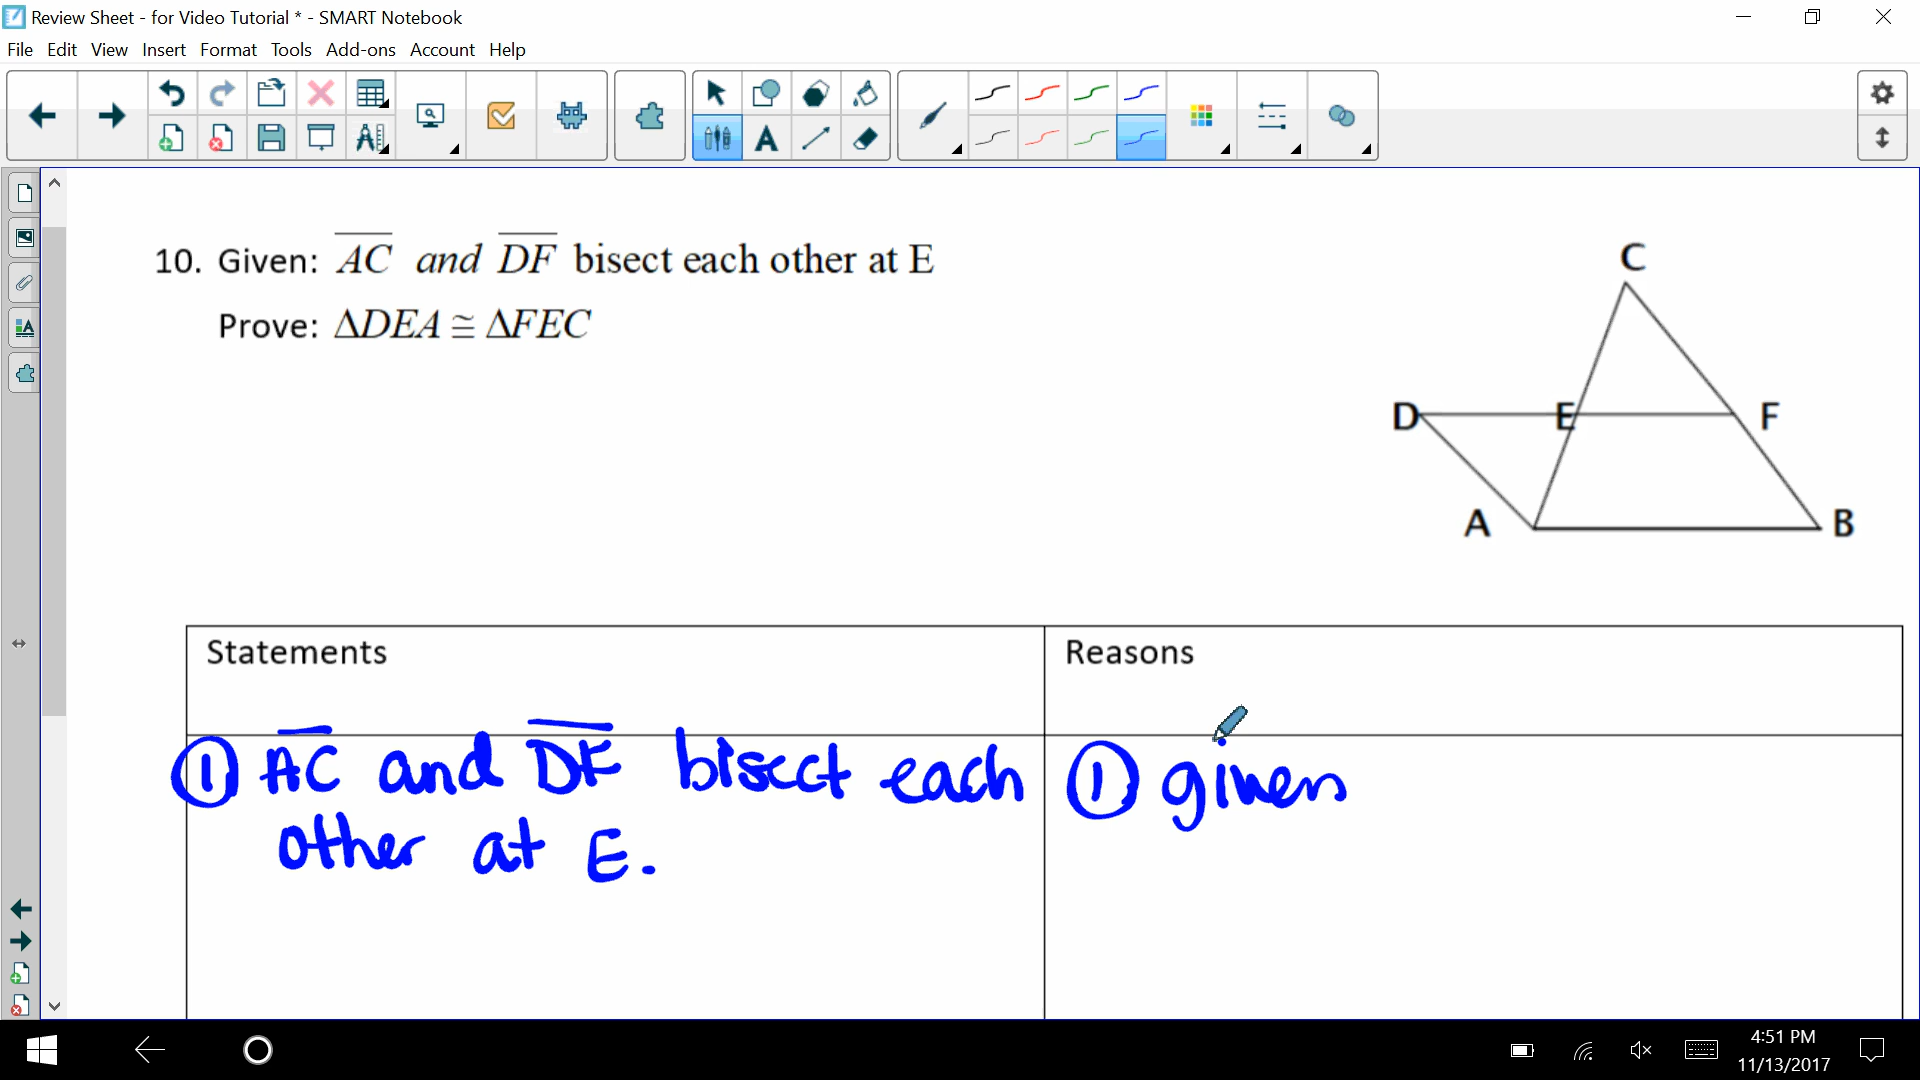 Review Sheet - for Video Tutorial * - SMART Notebook
File Edit View Insert Format Tools Add-ons Account Help
10. Given: AC and DF bisect each other at E
Prove: ΔDEA ≅ ΔFEC
C
D E F
A B
Statements Reasons
① AC and DF bisect each ① given
other at E.
4:51 PM
11/13/2017